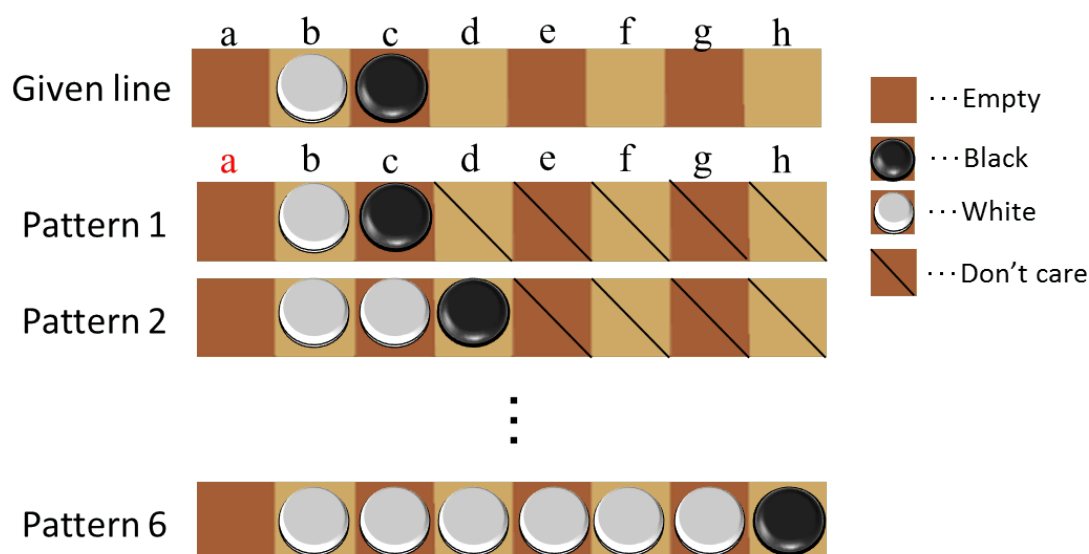 a b c d e f g h
Given line
a b c d e f g h
Pattern 1
Pattern 2
Pattern 6
···Empty
···Black
···White
···Don’t care